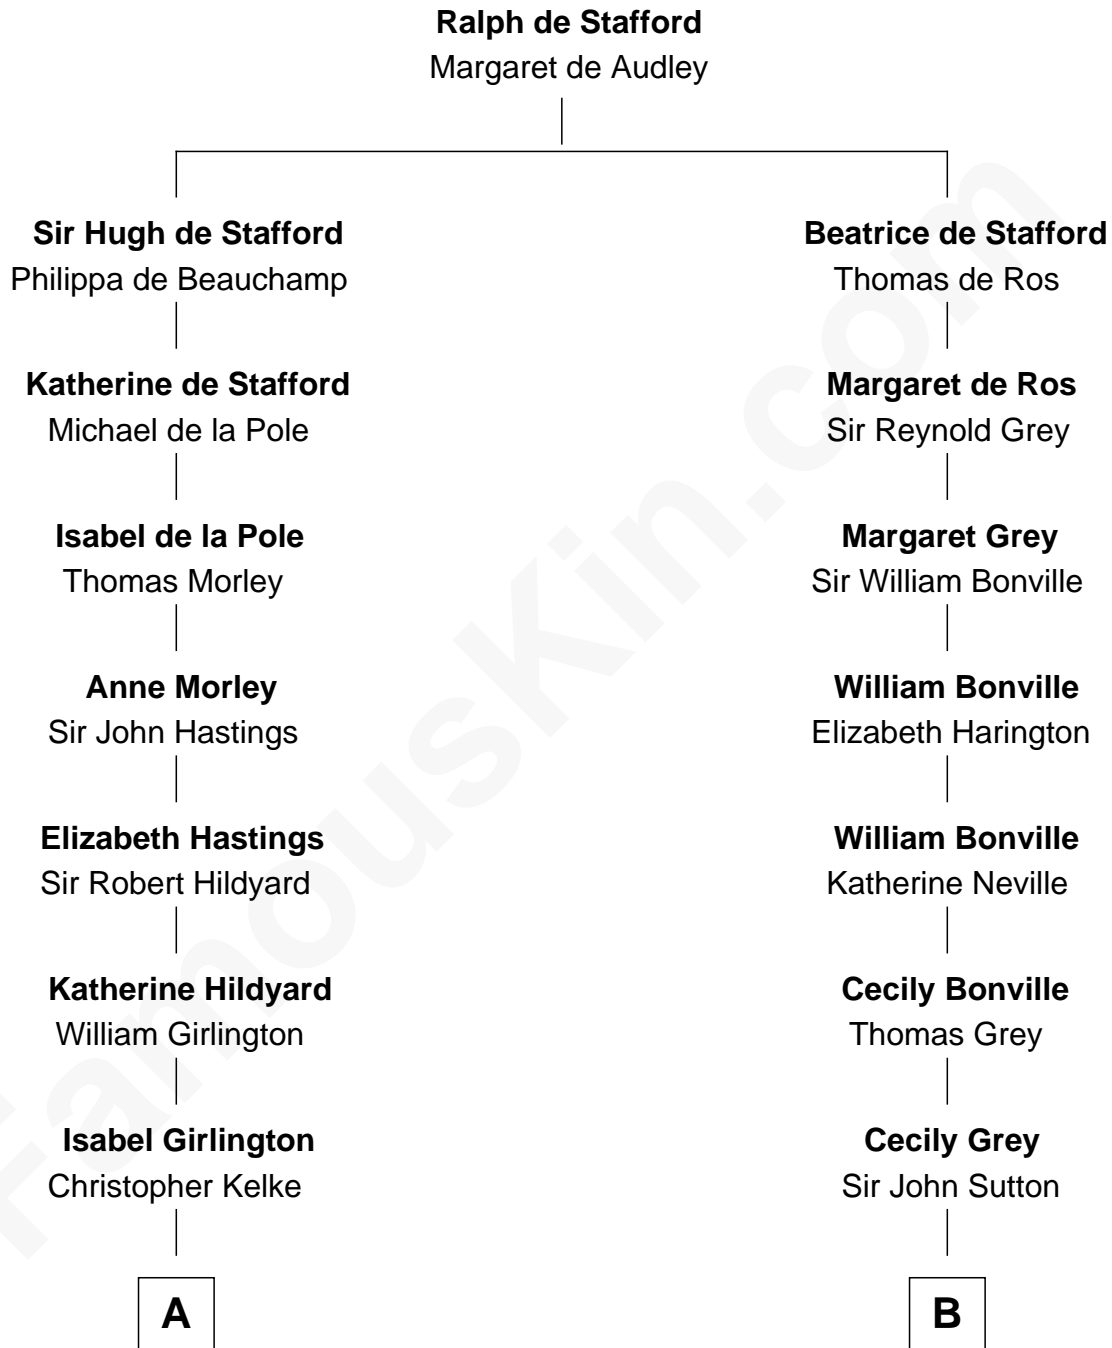 Ralph de Stafford
Margaret de Audley
Sir Hugh de Stafford
Philippa de Beauchamp
Beatrice de Stafford
Thomas de Ros
Katherine de Stafford
Michael de la Pole
Margaret de Ros
Sir Reynold Grey
Isabel de la Pole
Thomas Morley
Margaret Grey
Sir William Bonville
Anne Morley
Sir John Hastings
William Bonville
Elizabeth Harington
Elizabeth Hastings
Sir Robert Hildyard
William Bonville
Katherine Neville
Katherine Hildyard
William Girlington
Cecily Bonville
Thomas Grey
Isabel Girlington
Christopher Kelke
Cecily Grey
Sir John Sutton
A
B
FamousKin.com